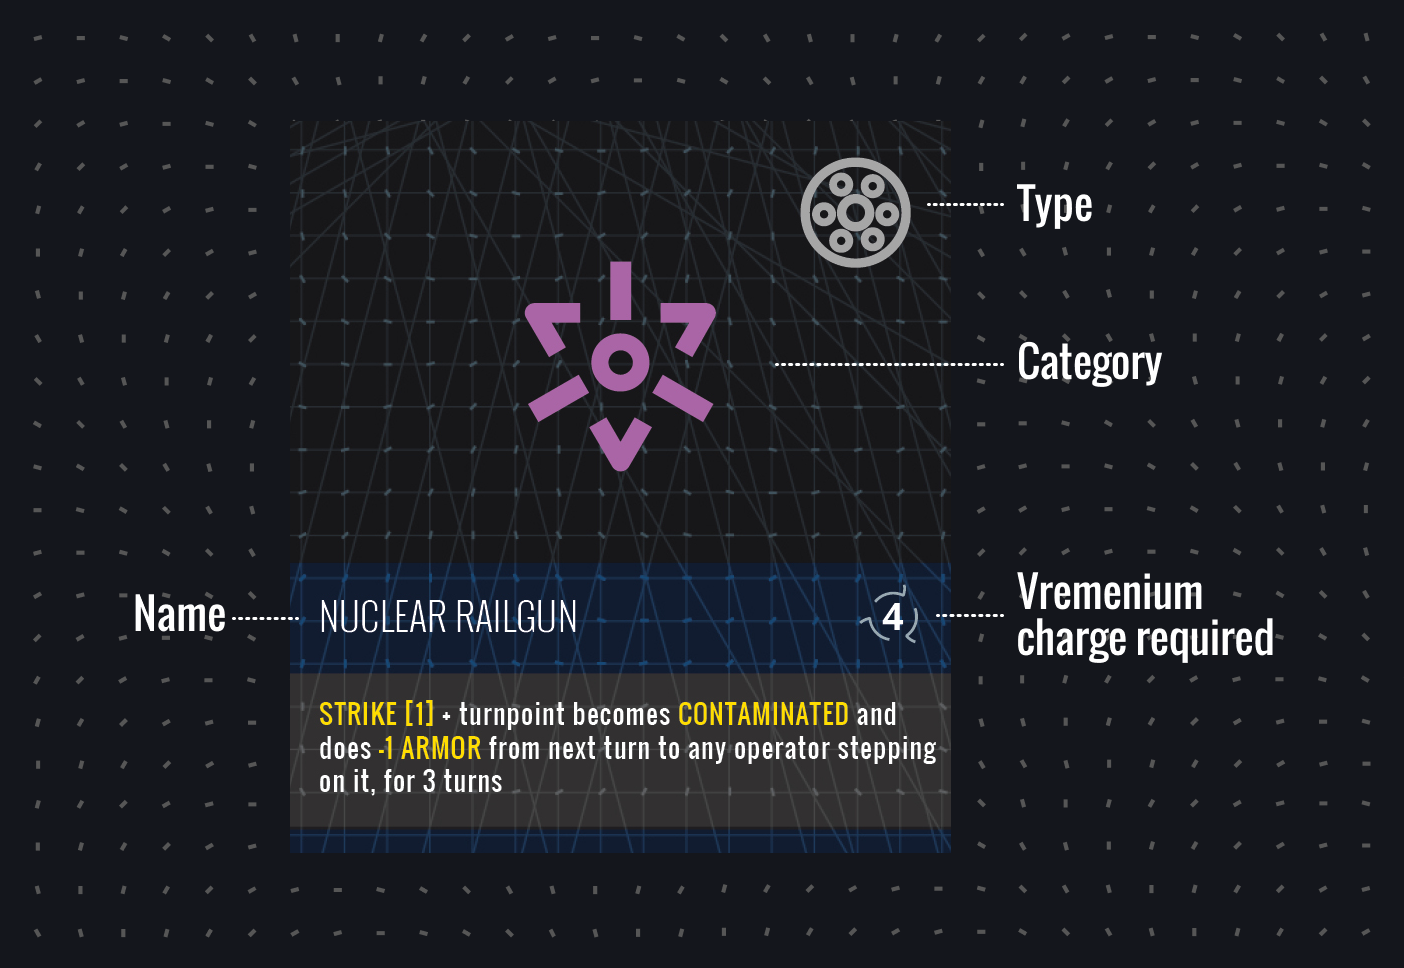 Type
Category
Name
NUCLEAR RAILGUN
4
Vremenium
charge required
STRIKE [1] + turnpoint becomes CONTAMINATED and
does -1 ARMOR from next turn to any operator stepping
on it, for 3 turns